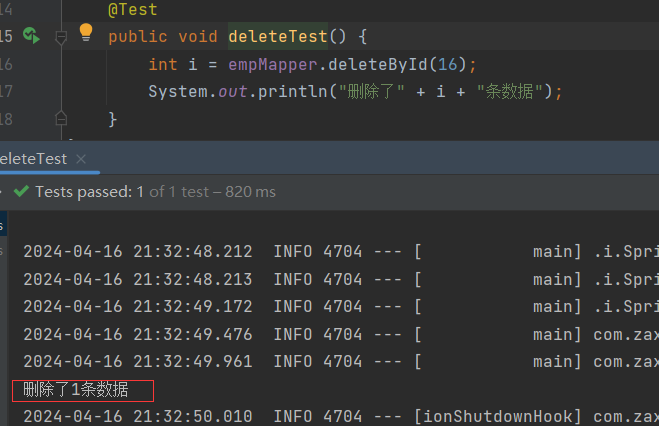 14 @Test
15 public void deleteTest() {
16 int i = empMapper.deleteById(16);
17 System.out.println("删除了" + i + "条数据");
18 }
eleteTest ×
Tests passed: 1 of 1 test – 820 ms
2024-04-16 21:32:48.212 INFO 4704 --- [ main] .i.Spri
2024-04-16 21:32:48.213 INFO 4704 --- [ main] .i.Spri
2024-04-16 21:32:49.172 INFO 4704 --- [ main] .i.Spri
2024-04-16 21:32:49.476 INFO 4704 --- [ main] com.zax
2024-04-16 21:32:49.961 INFO 4704 --- [ main] com.zax
删除了1条数据
2024-04-16 21:32:50.010 INFO 4704 --- [ionShutdownHook] com.zax